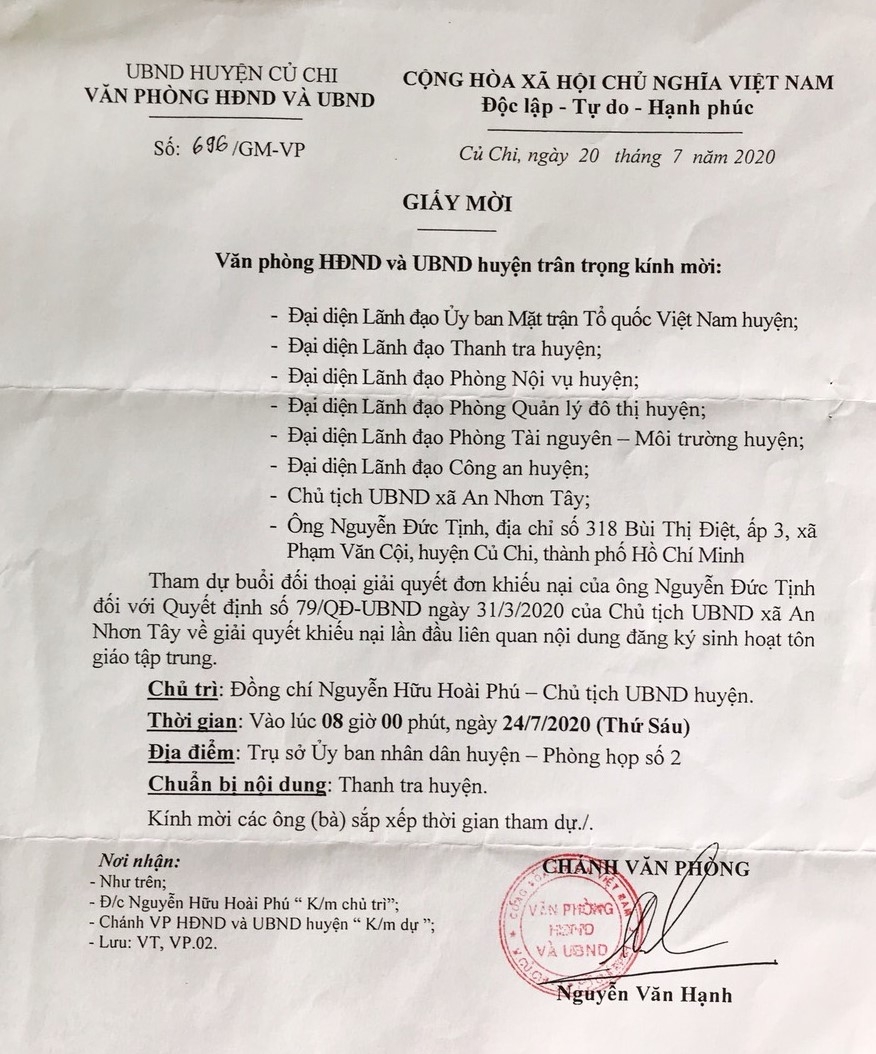 UBND HUYỆN CỦ CHI
VĂN PHÒNG HĐND VÀ UBND
Số: 696/GM-VP
CỘNG HÒA XÃ HỘI CHỦ NGHĨA VIỆT NAM
Độc lập - Tự do - Hạnh phúc
Củ Chi, ngày 20 tháng 7 năm 2020
GIẤY MỜI
Văn phòng HĐND và UBND huyện trân trọng kính mời:
- Đại diện Lãnh đạo Ủy ban Mặt trận Tổ quốc Việt Nam huyện;
- Đại diện Lãnh đạo Thanh tra huyện;
- Đại diện Lãnh đạo Phòng Nội vụ huyện;
- Đại diện Lãnh đạo Phòng Quản lý đô thị huyện;
- Đại diện Lãnh đạo Phòng Tài nguyên – Môi trường huyện;
- Đại diện Lãnh đạo Công an huyện;
- Chủ tịch UBND xã An Nhơn Tây;
- Ông Nguyễn Đức Tịnh, địa chỉ số 318 Bùi Thị Điệt, ấp 3, xã
Phạm Văn Cội, huyện Củ Chi, thành phố Hồ Chí Minh
Tham dự buổi đối thoại giải quyết đơn khiếu nại của ông Nguyễn Đức Tịnh
đối với Quyết định số 79/QĐ-UBND ngày 31/3/2020 của Chủ tịch UBND xã An
Nhơn Tây về giải quyết khiếu nại lần đầu liên quan nội dung đăng ký sinh hoạt tôn
giáo tập trung.
Chủ trì: Đồng chí Nguyễn Hữu Hoài Phú – Chủ tịch UBND huyện.
Thời gian: Vào lúc 08 giờ 00 phút, ngày 24/7/2020 (Thứ Sáu)
Địa điểm: Trụ sở Ủy ban nhân dân huyện – Phòng họp số 2
Chuẩn bị nội dung: Thanh tra huyện.
Kính mời các ông (bà) sắp xếp thời gian tham dự./.
Nơi nhận:
- Như trên;
- Đ/c Nguyễn Hữu Hoài Phú “ K/m chủ trì”;
- Chánh VP HĐND và UBND huyện “ K/m dự ”;
- Lưu: VT, VP.02.
CHÁNH VĂN PHÒNG
VĂN PHÒNG
HĐND
VÀ UBND
Nguyễn Văn Hạnh